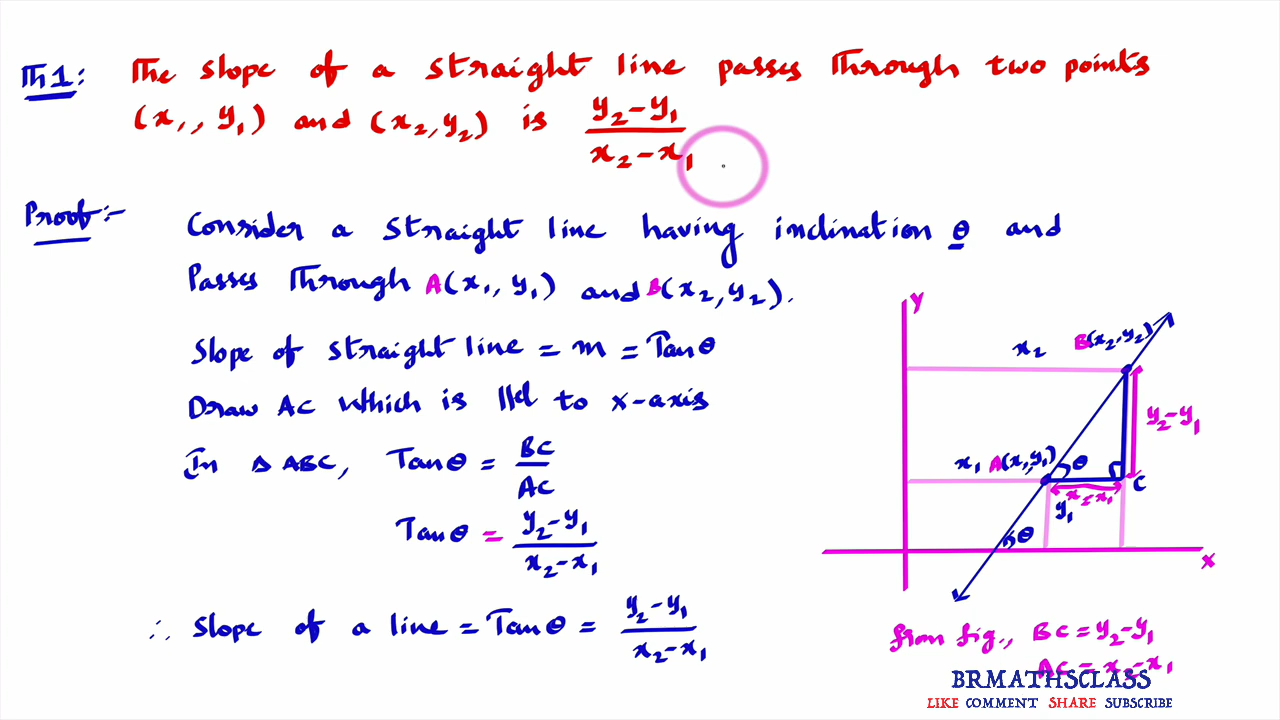 Th1: The slope of a straight line passes through two points
(x₁, y₁) and (x₂, y₂) is y₂-y₁/x₂-x₁
Proof:-
Consider a straight line having inclination θ and
Passes through A(x₁, y₁) and B(x₂, y₂).
Slope of straight line = m = Tanθ
Draw AC which is ||el to x-axis
In Δ ABC, Tanθ = BC/AC
Tanθ = y₂-y₁/x₂-x₁
∴ Slope of a line = Tanθ = y₂-y₁/x₂-x₁
Y
x₂ B(x₂, y₂)
y₂-y₁
x₁ A(x₁, y₁) θ
C
x₂-x₁
y₁
θ
X
from fig., BC = y₂-y₁
AC = x₂-x₁
BRMATHSCLASS
LIKE COMMENT SHARE SUBSCRIBE